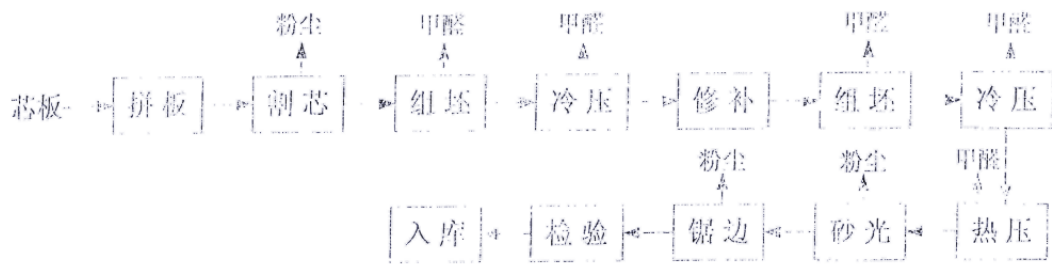 粉尘 甲醛 甲醛 甲醛 甲醛
芯板 拼板 割芯 组坯 冷压 修补 组坯 冷压
粉尘 粉尘 甲醛
入库 检验 锯边 砂光 热压